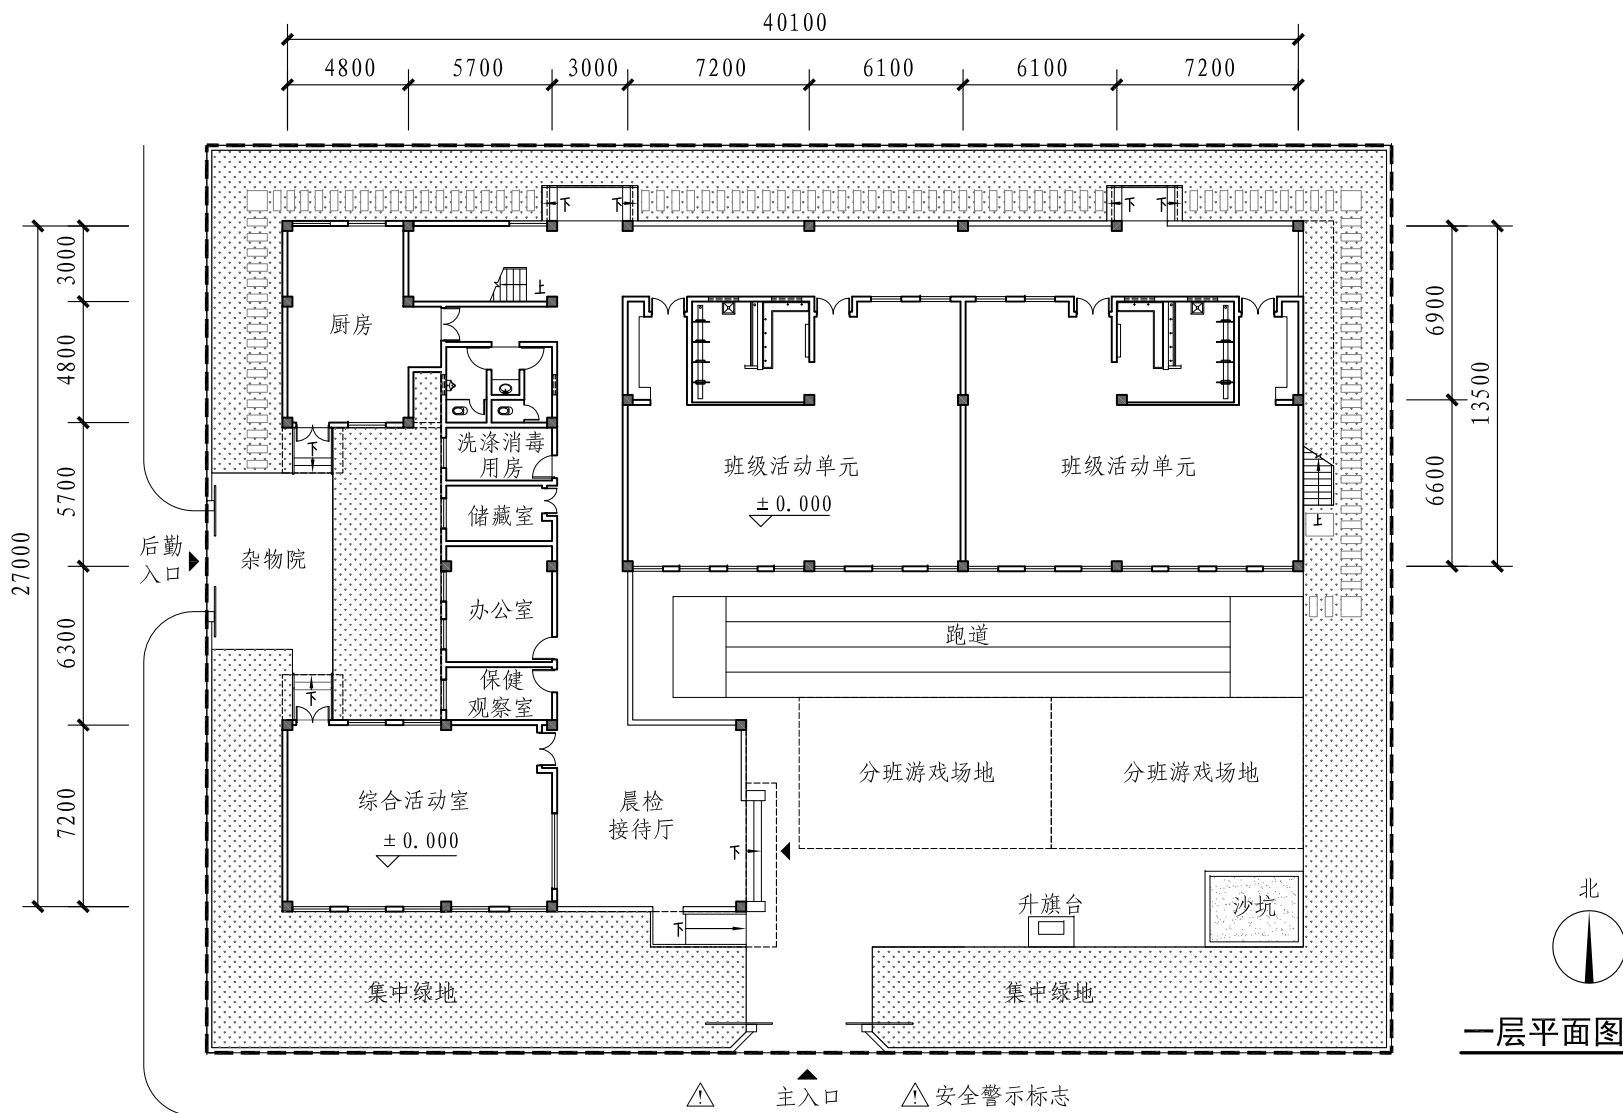 40100
4800 5700 3000 7200 6100 6100 7200
下 下 下 下
3000
上
厨房
4800
6900
13500
下
洗涤消毒
用房
班级活动单元
班级活动单元
±0.000
5700
6600
储藏室
上
后勤
入口
杂物院
27000
办公室
跑道
6300
保健
观察室
下
分班游戏场地
分班游戏场地
综合活动室
±0.000
7200
晨检
接待厅
下
升旗台
沙坑
北
下
集中绿地
集中绿地
一层平面图
!
主入口
!
安全警示标志